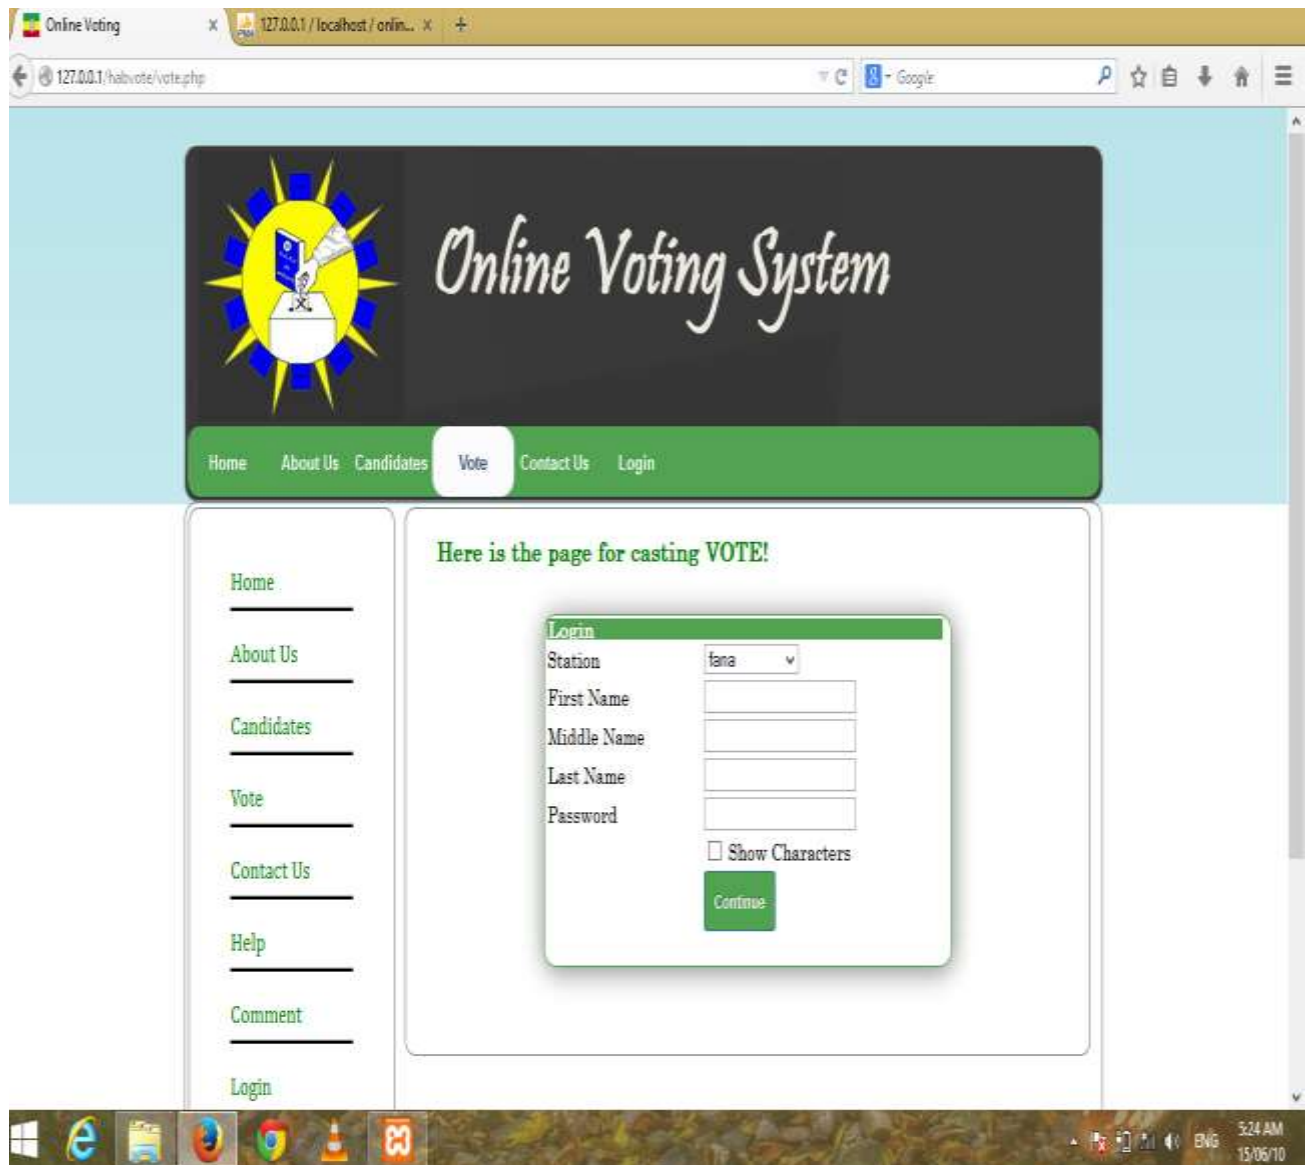 Online Voting x 127.0.0.1 / localhost / onlin... x +
127.0.0.1/habvote/vote.php Google
Online Voting System
Home About Us Candidates Vote Contact Us Login
Here is the page for casting VOTE!
Home
About Us
Candidates
Vote
Contact Us
Help
Comment
Login
Login
Station fana
First Name
Middle Name
Last Name
Password
Show Characters
Continue
ENG 5:24 AM
15/06/10